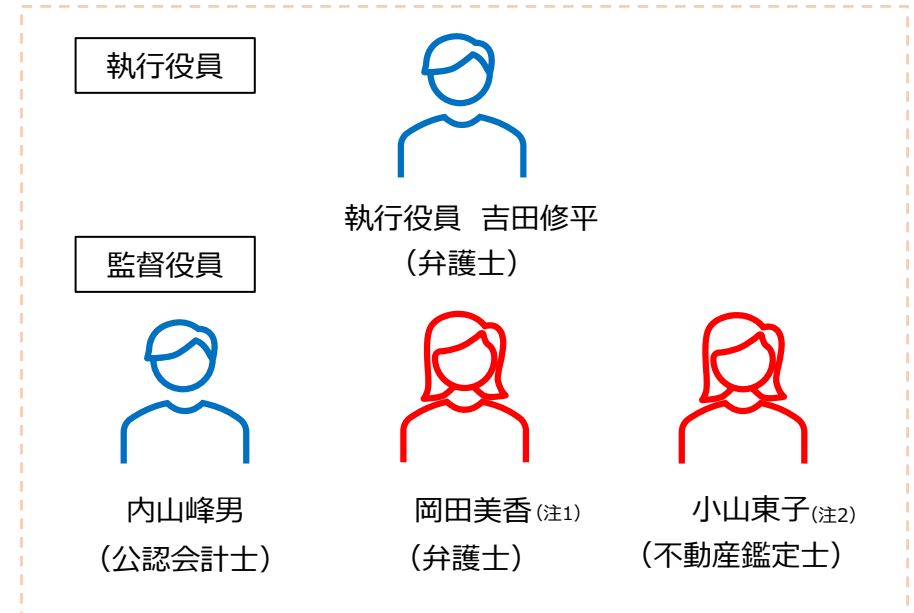 執行役員
執行役員 吉田修平
（弁護士）
監督役員
内山峰男
（公認会計士）
岡田美香(注1)
（弁護士）
小山東子(注2)
（不動産鑑定士）